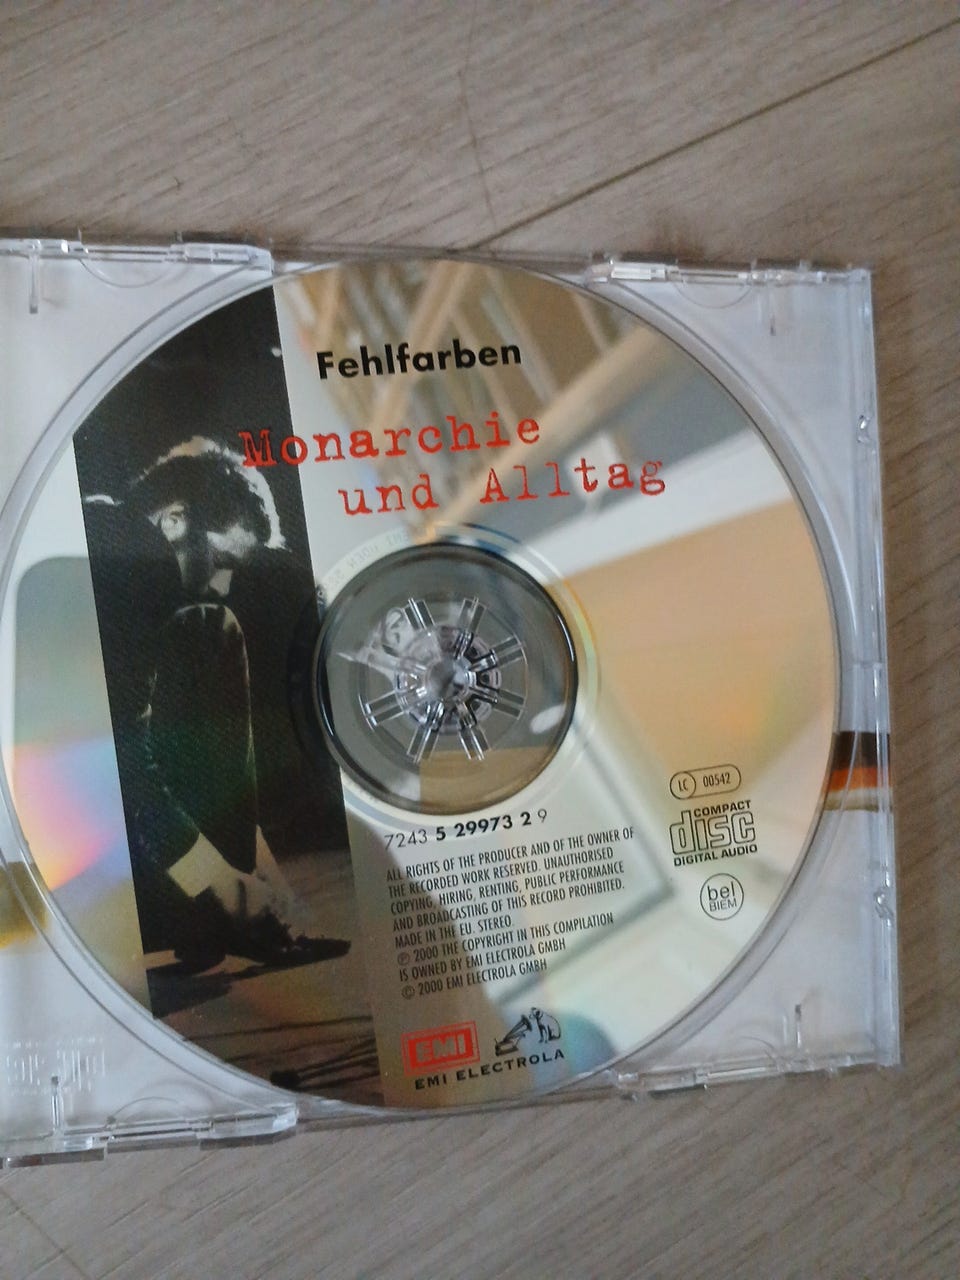 Fehlfarben
Monarchie
und Alltag
LC 00542
COMPACT
disc
DIGITAL AUDIO
bel
BIEM
7243 5 29973 2 9
ALL RIGHTS OF THE PRODUCER AND OF THE OWNER OF
THE RECORDED WORK RESERVED. UNAUTHORISED
COPYING, HIRING, RENTING, PUBLIC PERFORMANCE
AND BROADCASTING OF THIS RECORD PROHIBITED.
MADE IN THE EU. STEREO
℗ 2000 THE COPYRIGHT IN THIS COMPILATION
IS OWNED BY EMI ELECTROLA GMBH
© 2000 EMI ELECTROLA GMBH
EMI
EMI ELECTROLA